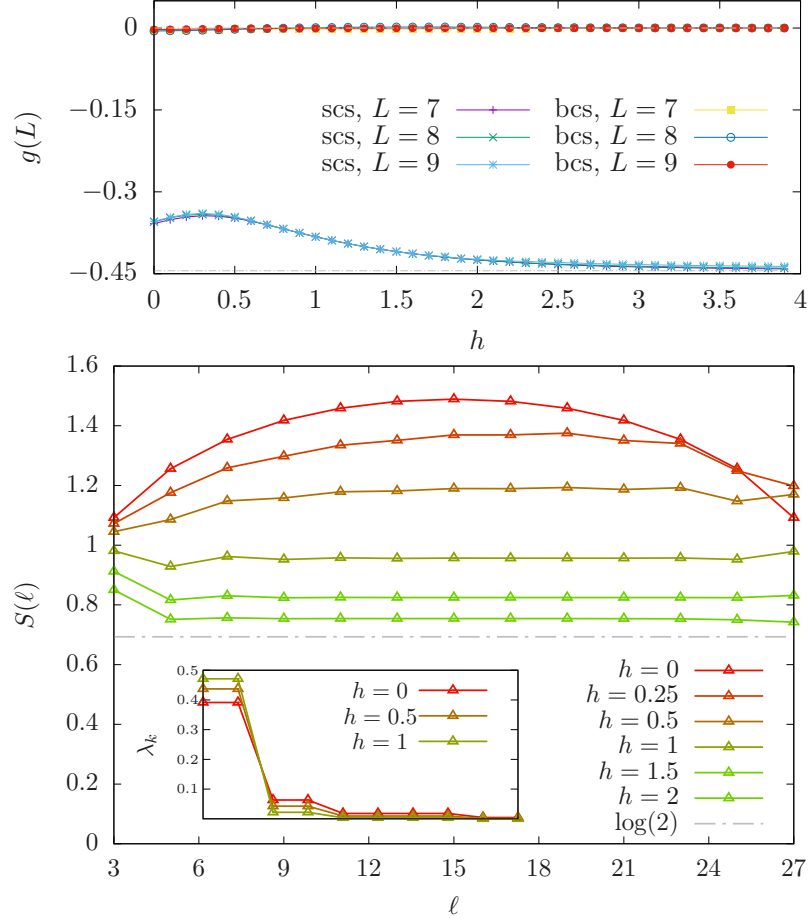 0
−0.15
−0.3
−0.45
g(L)
scs, L = 7
scs, L = 8
scs, L = 9
bcs, L = 7
bcs, L = 8
bcs, L = 9
0 0.5 1 1.5 2 2.5 3 3.5 4
h
1.6
1.4
1.2
1
0.8
0.6
0.4
0.2
0
S(ℓ)
0.5
0.4
0.3
0.2
0.1
λk
h = 0
h = 0.5
h = 1
h = 0
h = 0.25
h = 0.5
h = 1
h = 1.5
h = 2
log(2)
3 6 9 12 15 18 21 24 27
ℓ